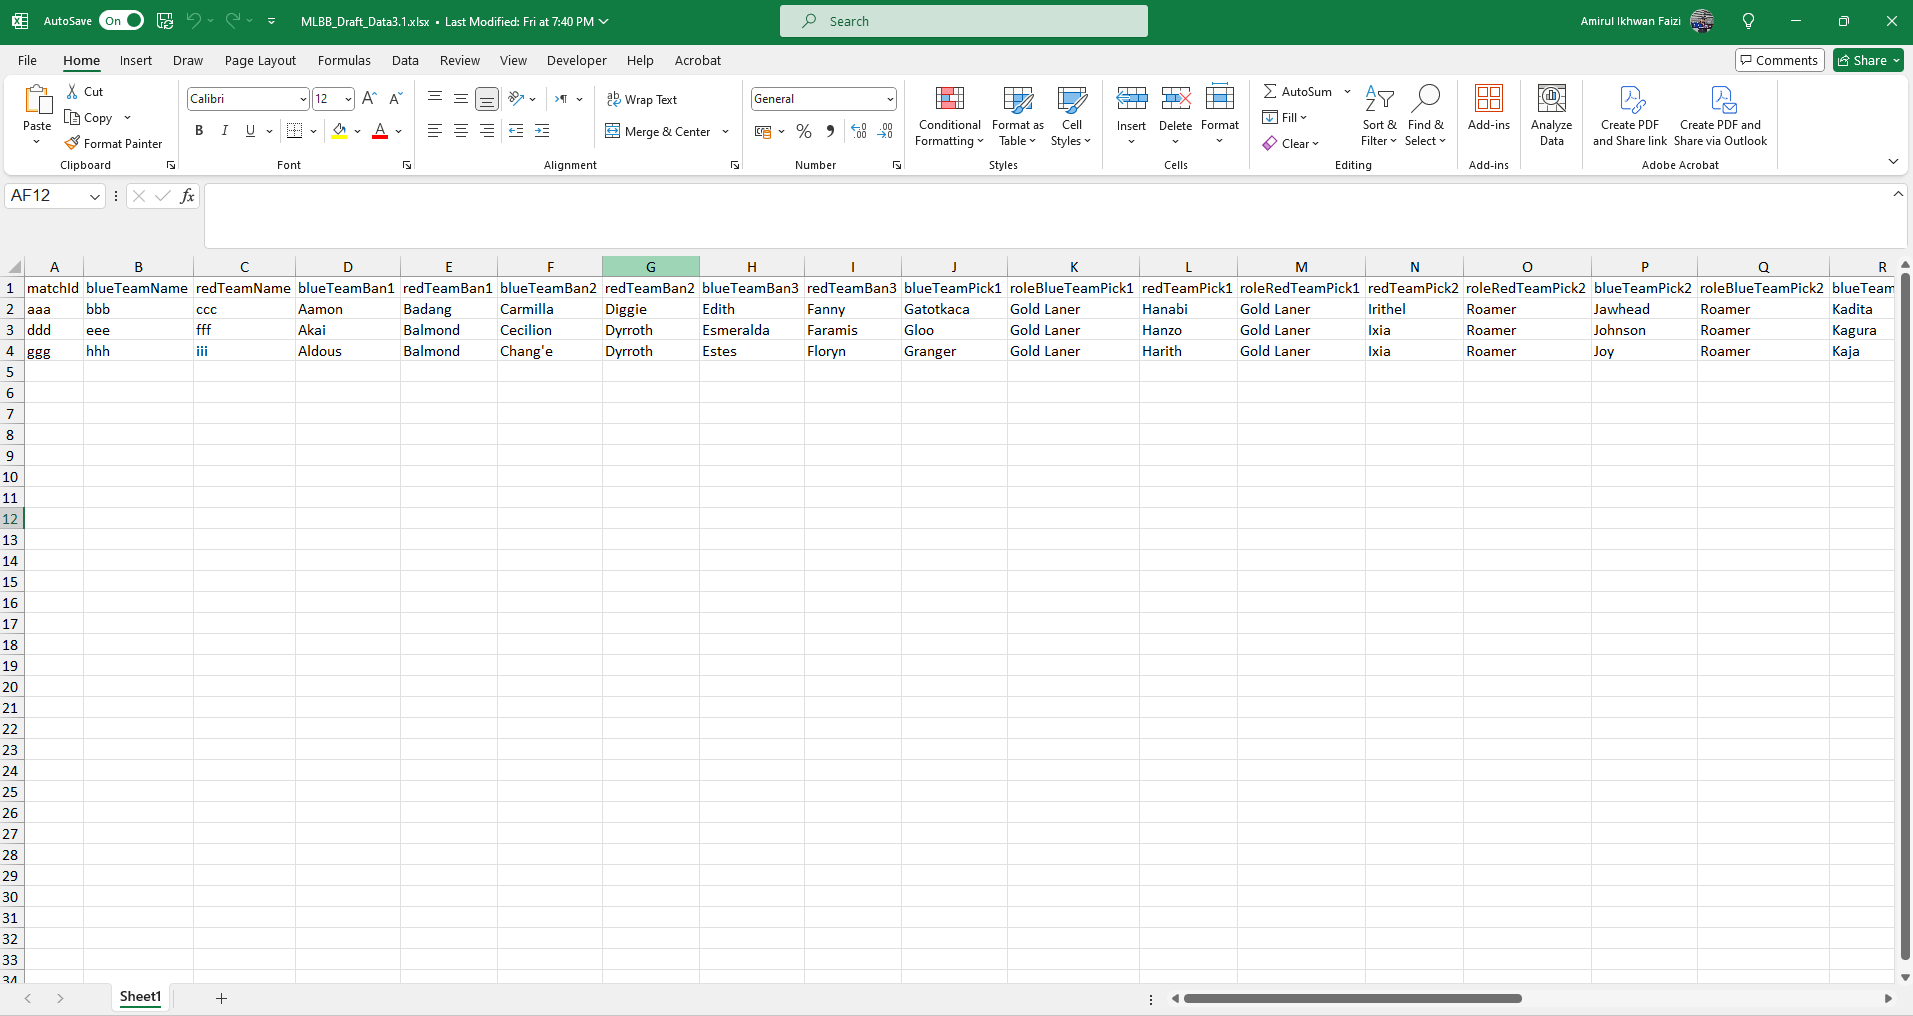 AutoSave On MLBB_Draft_Data3.1.xlsx • Last Modified: Fri at 7:40 PM Search Amirul Ikhwan Faizi
File Home Insert Draw Page Layout Formulas Data Review View Developer Help Acrobat Comments Share
Paste Cut Copy Format Painter Clipboard
Calibri 12 B I U Font
Wrap Text Merge & Center Alignment
General % Number
Conditional Formatting Format as Table Cell Styles Styles
Insert Delete Format Cells
AutoSum Fill Clear Sort & Filter Find & Select Editing
Add-ins Add-ins
Analyze Data
Create PDF and Share link Create PDF and Share via Outlook Adobe Acrobat
AF12 fx
A B C D E F G H I J K L M N O P Q R
1 matchId blueTeamName redTeamName blueTeamBan1 redTeamBan1 blueTeamBan2 redTeamBan2 blueTeamBan3 redTeamBan3 blueTeamPick1 roleBlueTeamPick1 redTeamPick1 roleRedTeamPick1 redTeamPick2 roleRedTeamPick2 blueTeamPick2 roleBlueTeamPick2 blueTeam
2 aaa bbb ccc Aamon Badang Carmilla Diggie Edith Fanny Gatotkaca Gold Laner Hanabi Gold Laner Irithel Roamer Jawhead Roamer Kadita
3 ddd eee fff Akai Balmond Cecilion Dyrroth Esmeralda Faramis Gloo Gold Laner Hanzo Gold Laner Ixia Roamer Johnson Roamer Kagura
4 ggg hhh iii Aldous Balmond Chang'e Dyrroth Estes Floryn Granger Gold Laner Harith Gold Laner Ixia Roamer Joy Roamer Kaja
5
6
7
8
9
10
11
12
13
14
15
16
17
18
19
20
21
22
23
24
25
26
27
28
29
30
31
32
33
34
Sheet1